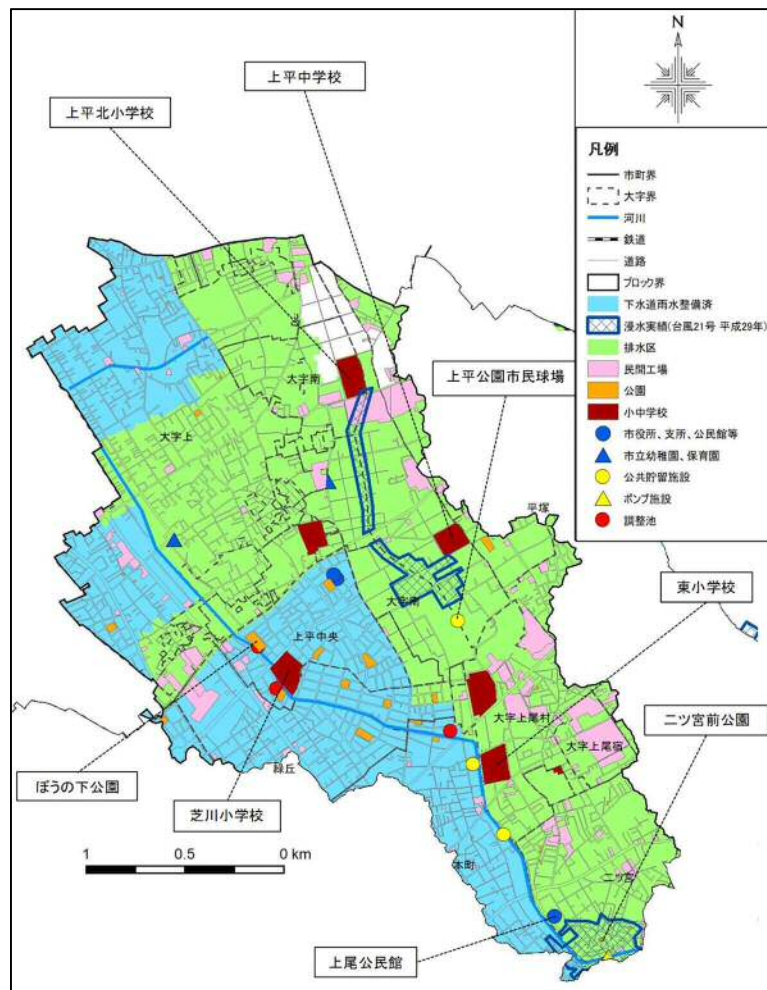 N
上平中学校
上平北小学校
凡例
市町界
大字界
河川
鉄道
道路
ブロック界
下水道雨水整備済
浸水実績(台風21号 平成29年)
排水区
民間工場
公園
小中学校
市役所、支所、公民館等
市立幼稚園、保育園
公共貯留施設
ポンプ施設
調整池
大字南
上平公園市民球場
大字上
平塚
東小学校
大字南
上平中央
二ツ宮前公園
大字上尾村
大字上尾宿
緑丘
ぼうの下公園
芝川小学校
1 0.5 0 km
本町
二ツ宮
上尾公民館